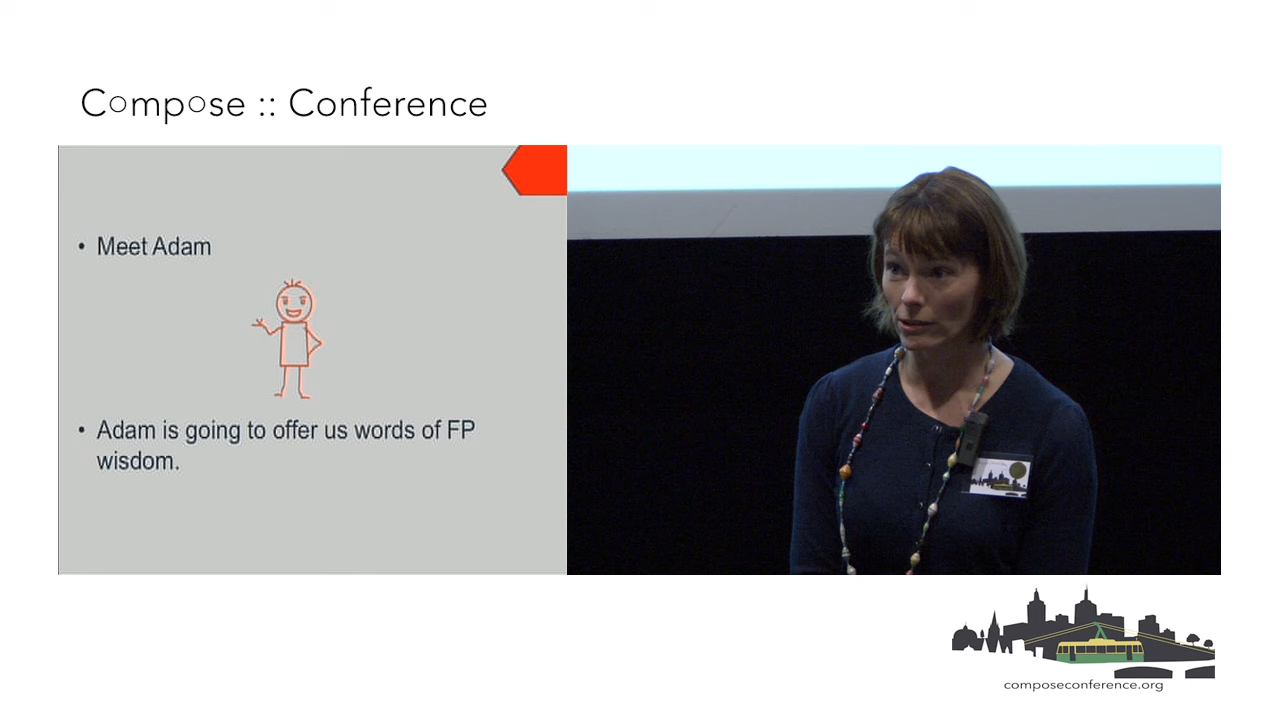 Compose :: Conference
• Meet Adam
• Adam is going to offer us words of FP
wisdom.
composeconference.org